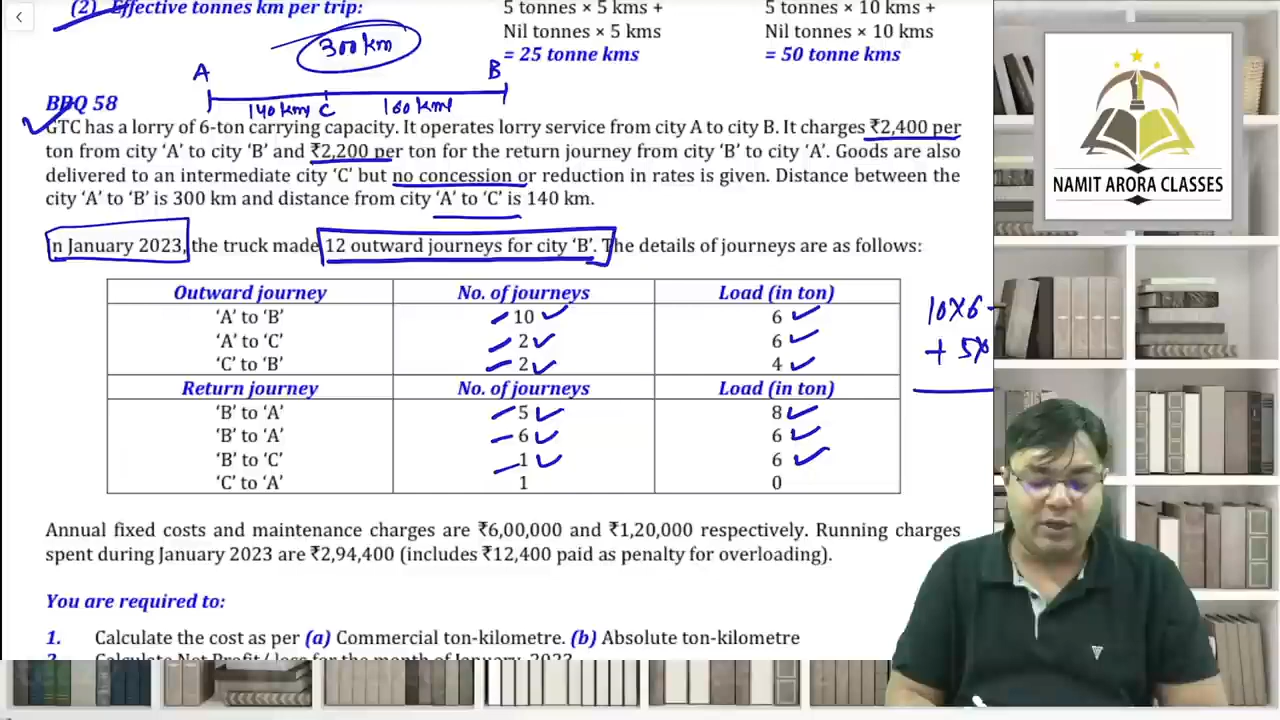 (2) Effective tonnes km per trip:
5 tonnes × 5 kms +
5 tonnes × 10 kms +
Nil tonnes × 5 kms
Nil tonnes × 10 kms
= 25 tonne kms
= 50 tonne kms
300 km
A
B
140 km C 160 km
BBQ 58
GTC has a lorry of 6-ton carrying capacity. It operates lorry service from city A to city B. It charges ₹2,400 per
ton from city ‘A’ to city ‘B’ and ₹2,200 per ton for the return journey from city ‘B’ to city ‘A’. Goods are also
delivered to an intermediate city ‘C’ but no concession or reduction in rates is given. Distance between the
city ‘A’ to ‘B’ is 300 km and distance from city ‘A’ to ‘C’ is 140 km.
In January 2023, the truck made 12 outward journeys for city ‘B’. The details of journeys are as follows:
Outward journey No. of journeys Load (in ton)
‘A’ to ‘B’ 10 6
‘A’ to ‘C’ 2 6
‘C’ to ‘B’ 2 4
Return journey No. of journeys Load (in ton)
‘B’ to ‘A’ 5 8
‘B’ to ‘A’ 6 6
‘B’ to ‘C’ 1 6
‘C’ to ‘A’ 1 0
10×6
+ 5×
Annual fixed costs and maintenance charges are ₹6,00,000 and ₹1,20,000 respectively. Running charges
spent during January 2023 are ₹2,94,400 (includes ₹12,400 paid as penalty for overloading).
You are required to:
1. Calculate the cost as per (a) Commercial ton-kilometre. (b) Absolute ton-kilometre
Calculate Net Profit/ loss for the month of January, 2023
NAMIT ARORA CLASSES